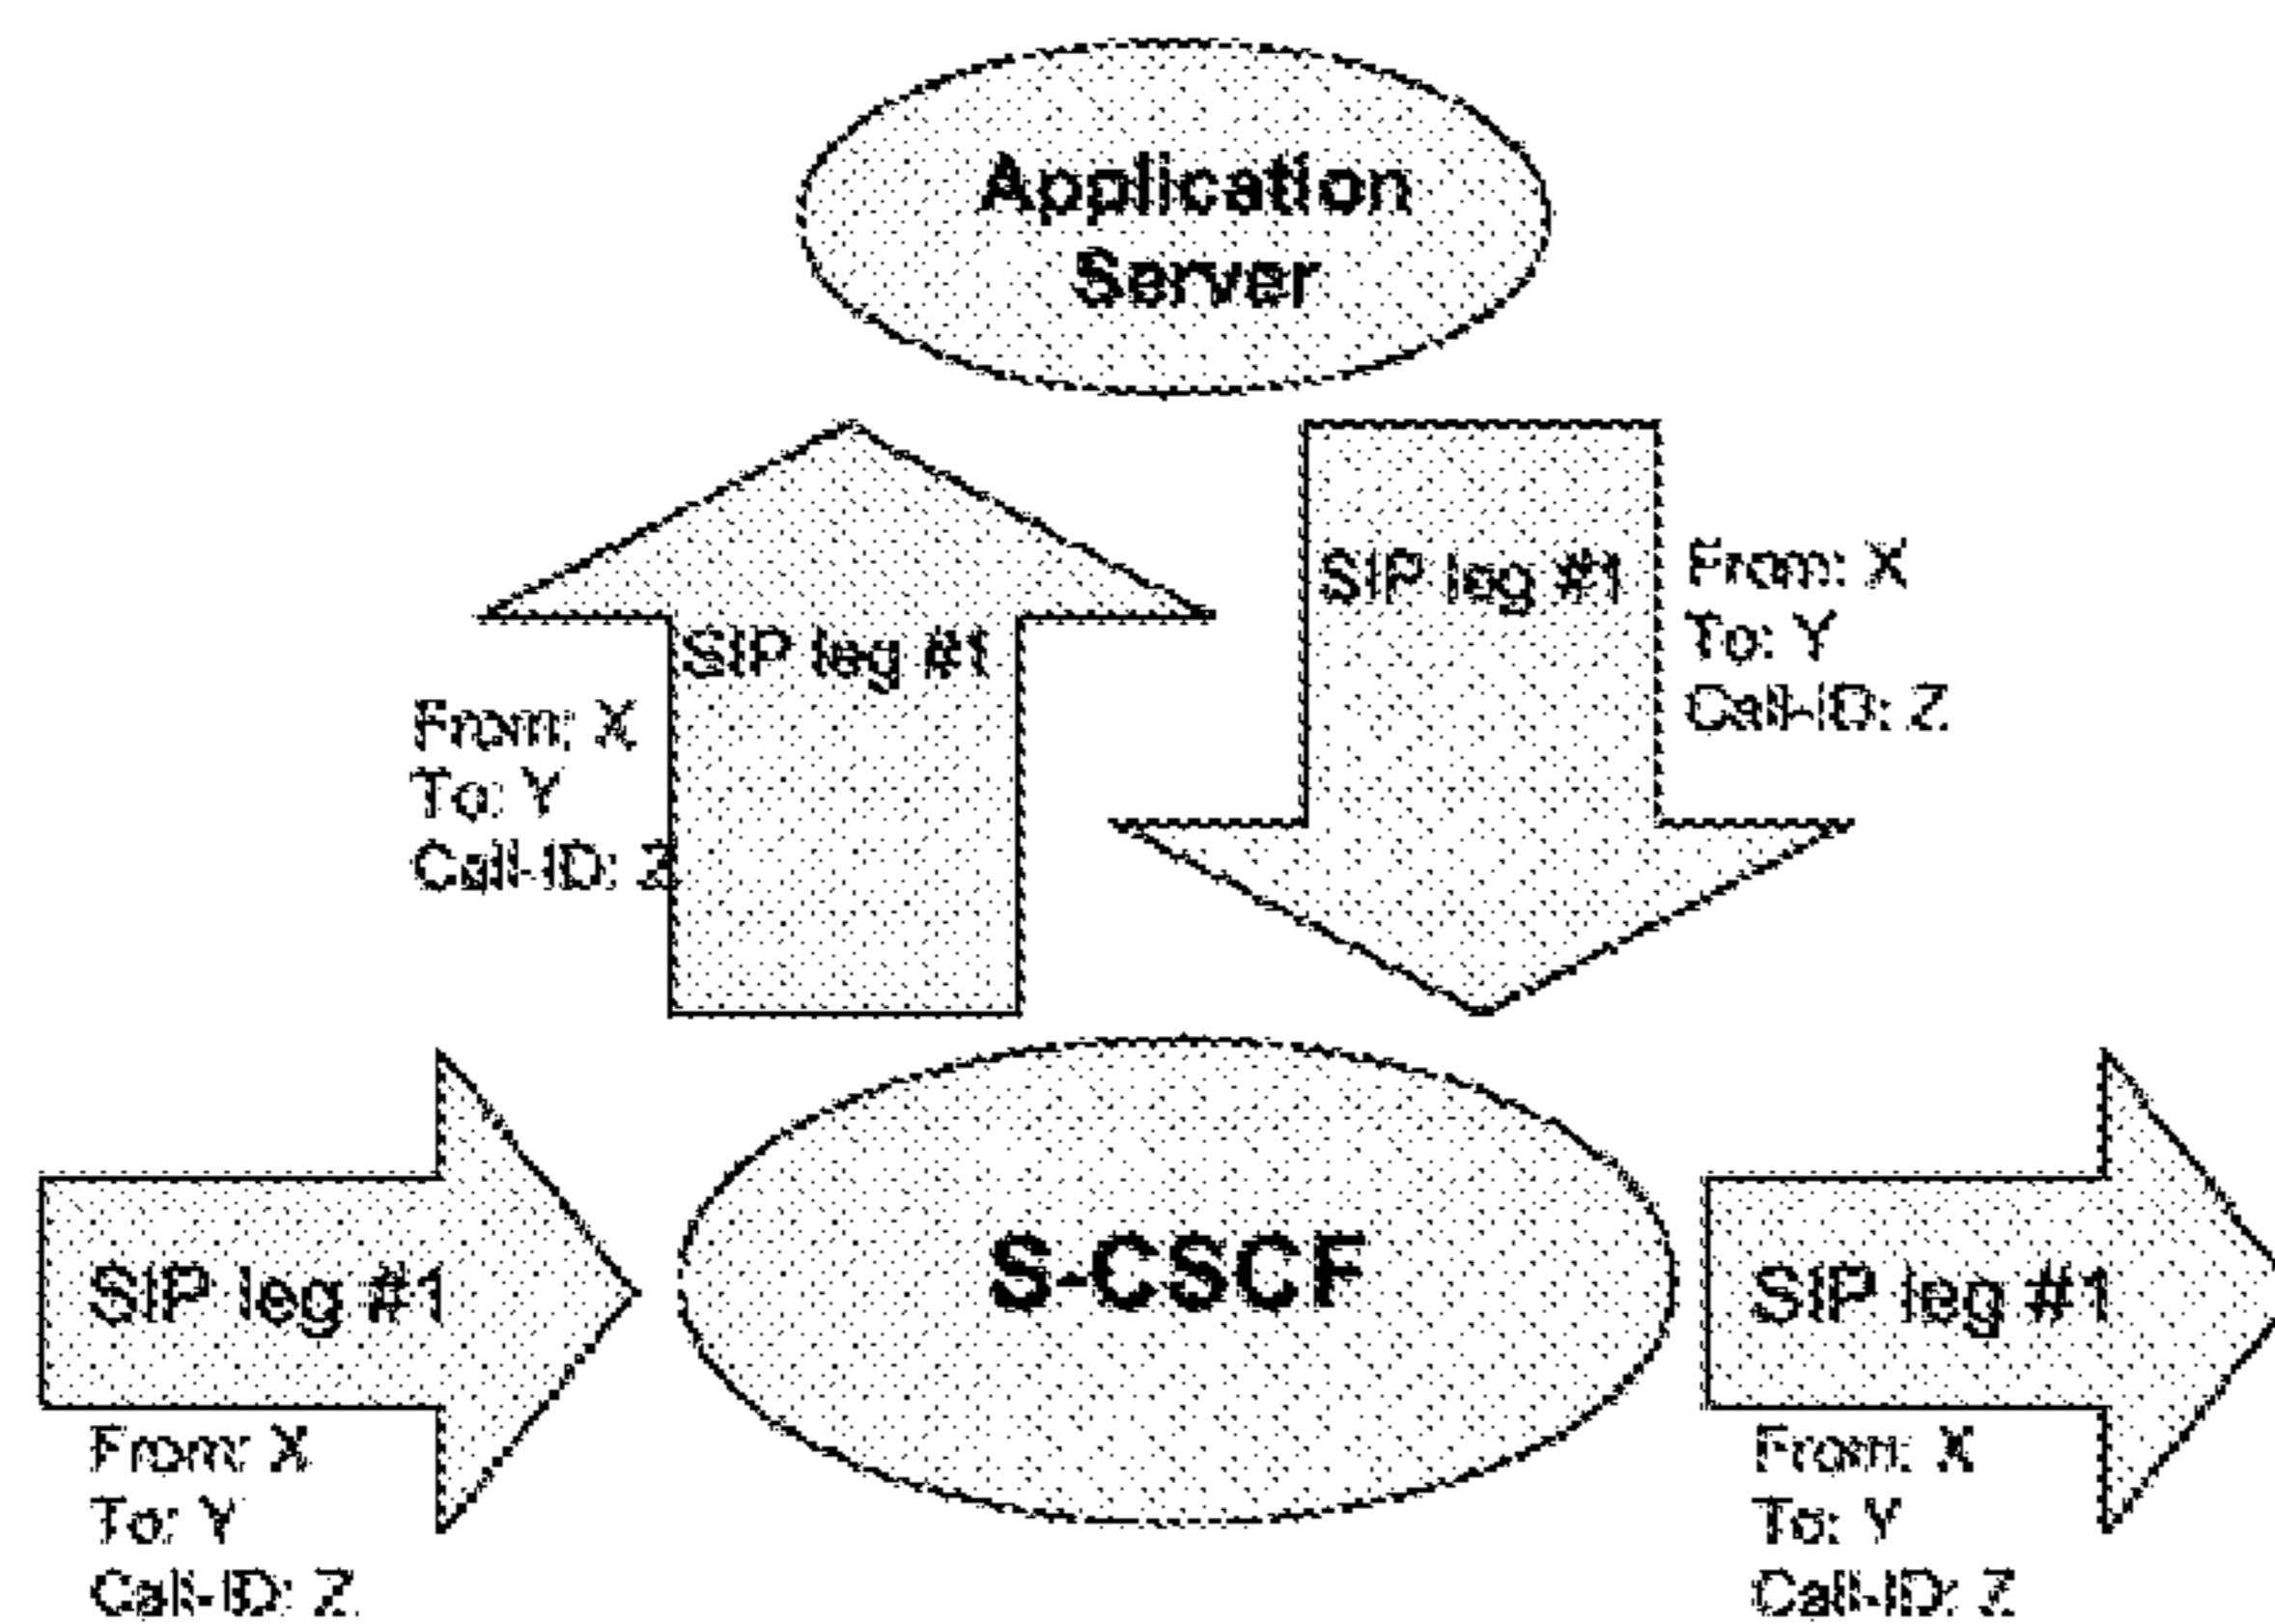 Application
Server
SIP leg #1
From: X
To: Y
Call-ID: Z
SIP leg #1
From: X
To: Y
Call-ID: Z
SIP leg #1
From: X
To: Y
Call-ID: Z
S-CSCF
SIP leg #1
From: X
To: Y
Call-ID: Z